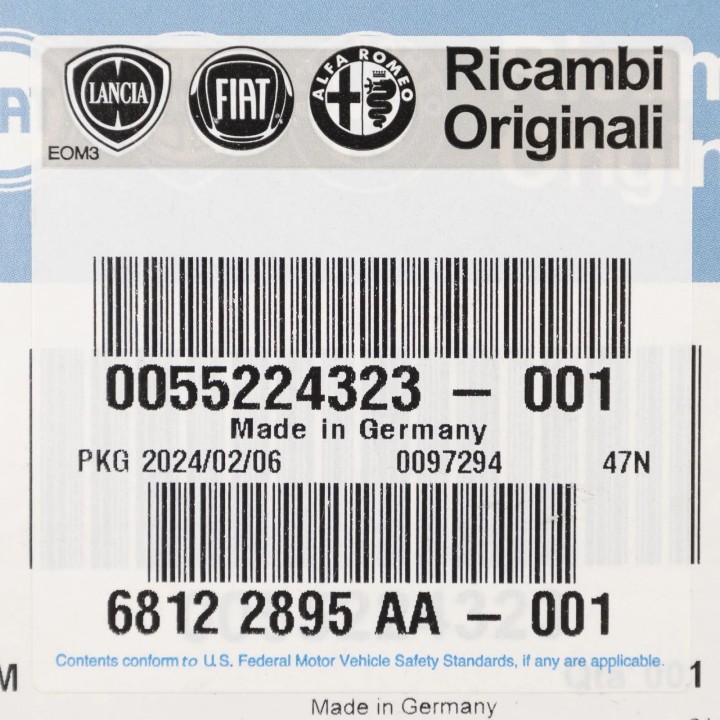 LANCIA FIAT ALFA ROMEO Ricambi
Originali
EOM3
0055224323 – 001
Made in Germany
PKG 2024/02/06 0097294 47N
6812 2895 AA – 001
Contents conform to U.S. Federal Motor Vehicle Safety Standards, if any are applicable.
M
1
Made in Germany